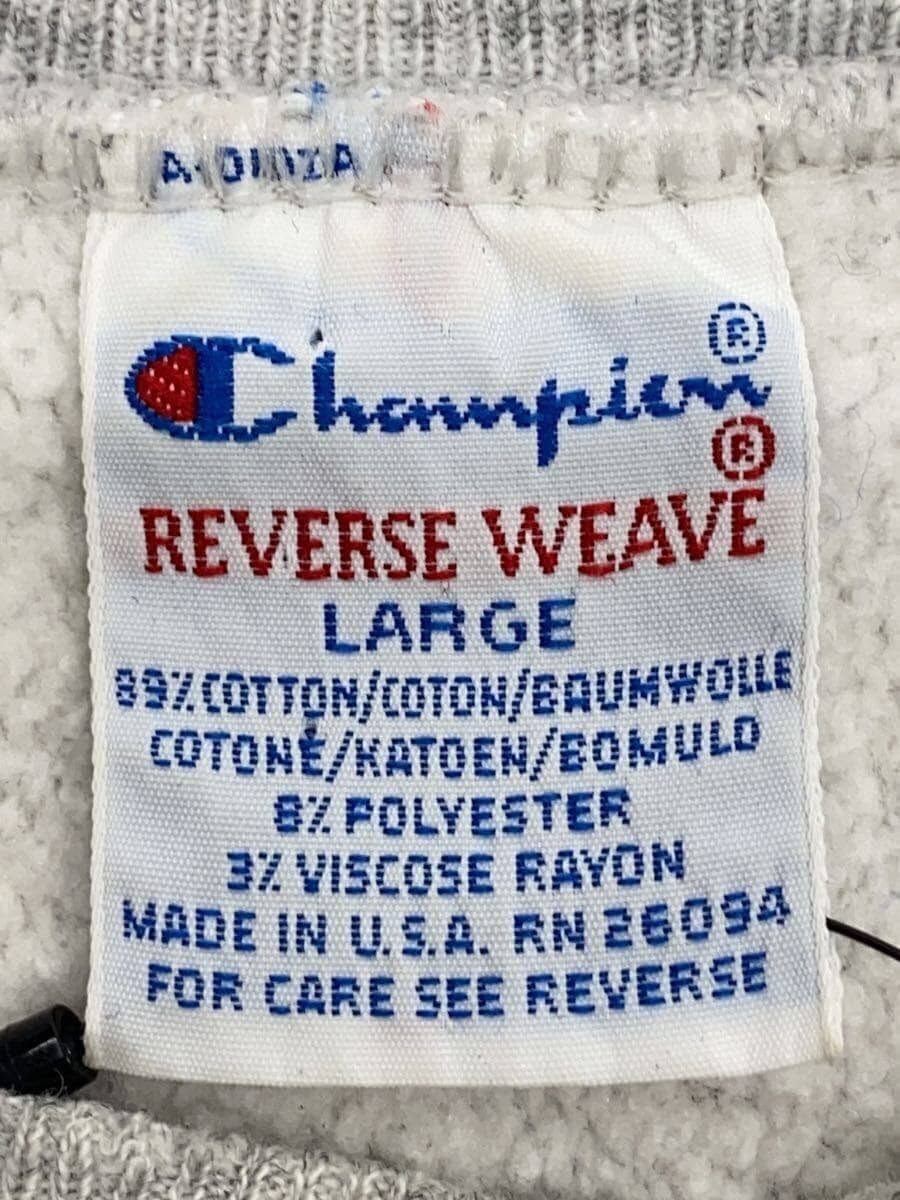 A-0107A
Champion®
REVERSE WEAVE®
LARGE
89% COTTON/COTON/BAUMWOLLE
COTONE/KATOEN/BOMULD
8% POLYESTER
3% VISCOSE RAYON
MADE IN U.S.A. RN 26094
FOR CARE SEE REVERSE